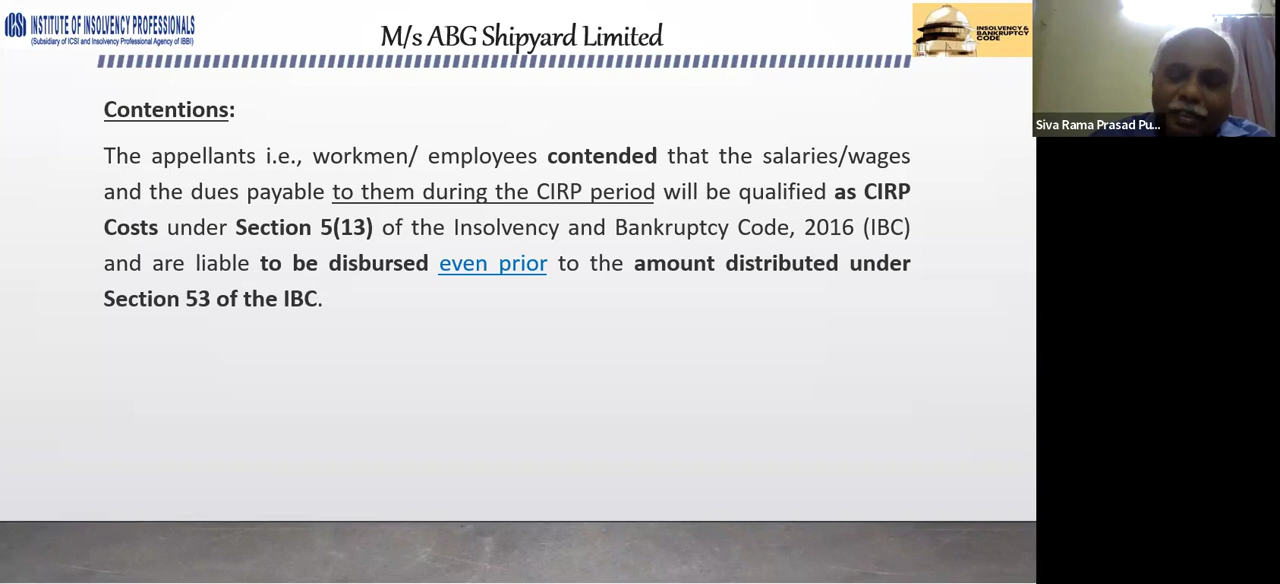 ICSI INSTITUTE OF INSOLVENCY PROFESSIONALS
(Subsidiary of ICSI and Insolvency Professional Agency of IBBI)
M/s ABG Shipyard Limited
INSOLVENCY &
BANKRUPTCY
CODE
Siva Rama Prasad Pu...
Contentions:
The appellants i.e., workmen/ employees contended that the salaries/wages
and the dues payable to them during the CIRP period will be qualified as CIRP
Costs under Section 5(13) of the Insolvency and Bankruptcy Code, 2016 (IBC)
and are liable to be disbursed even prior to the amount distributed under
Section 53 of the IBC.